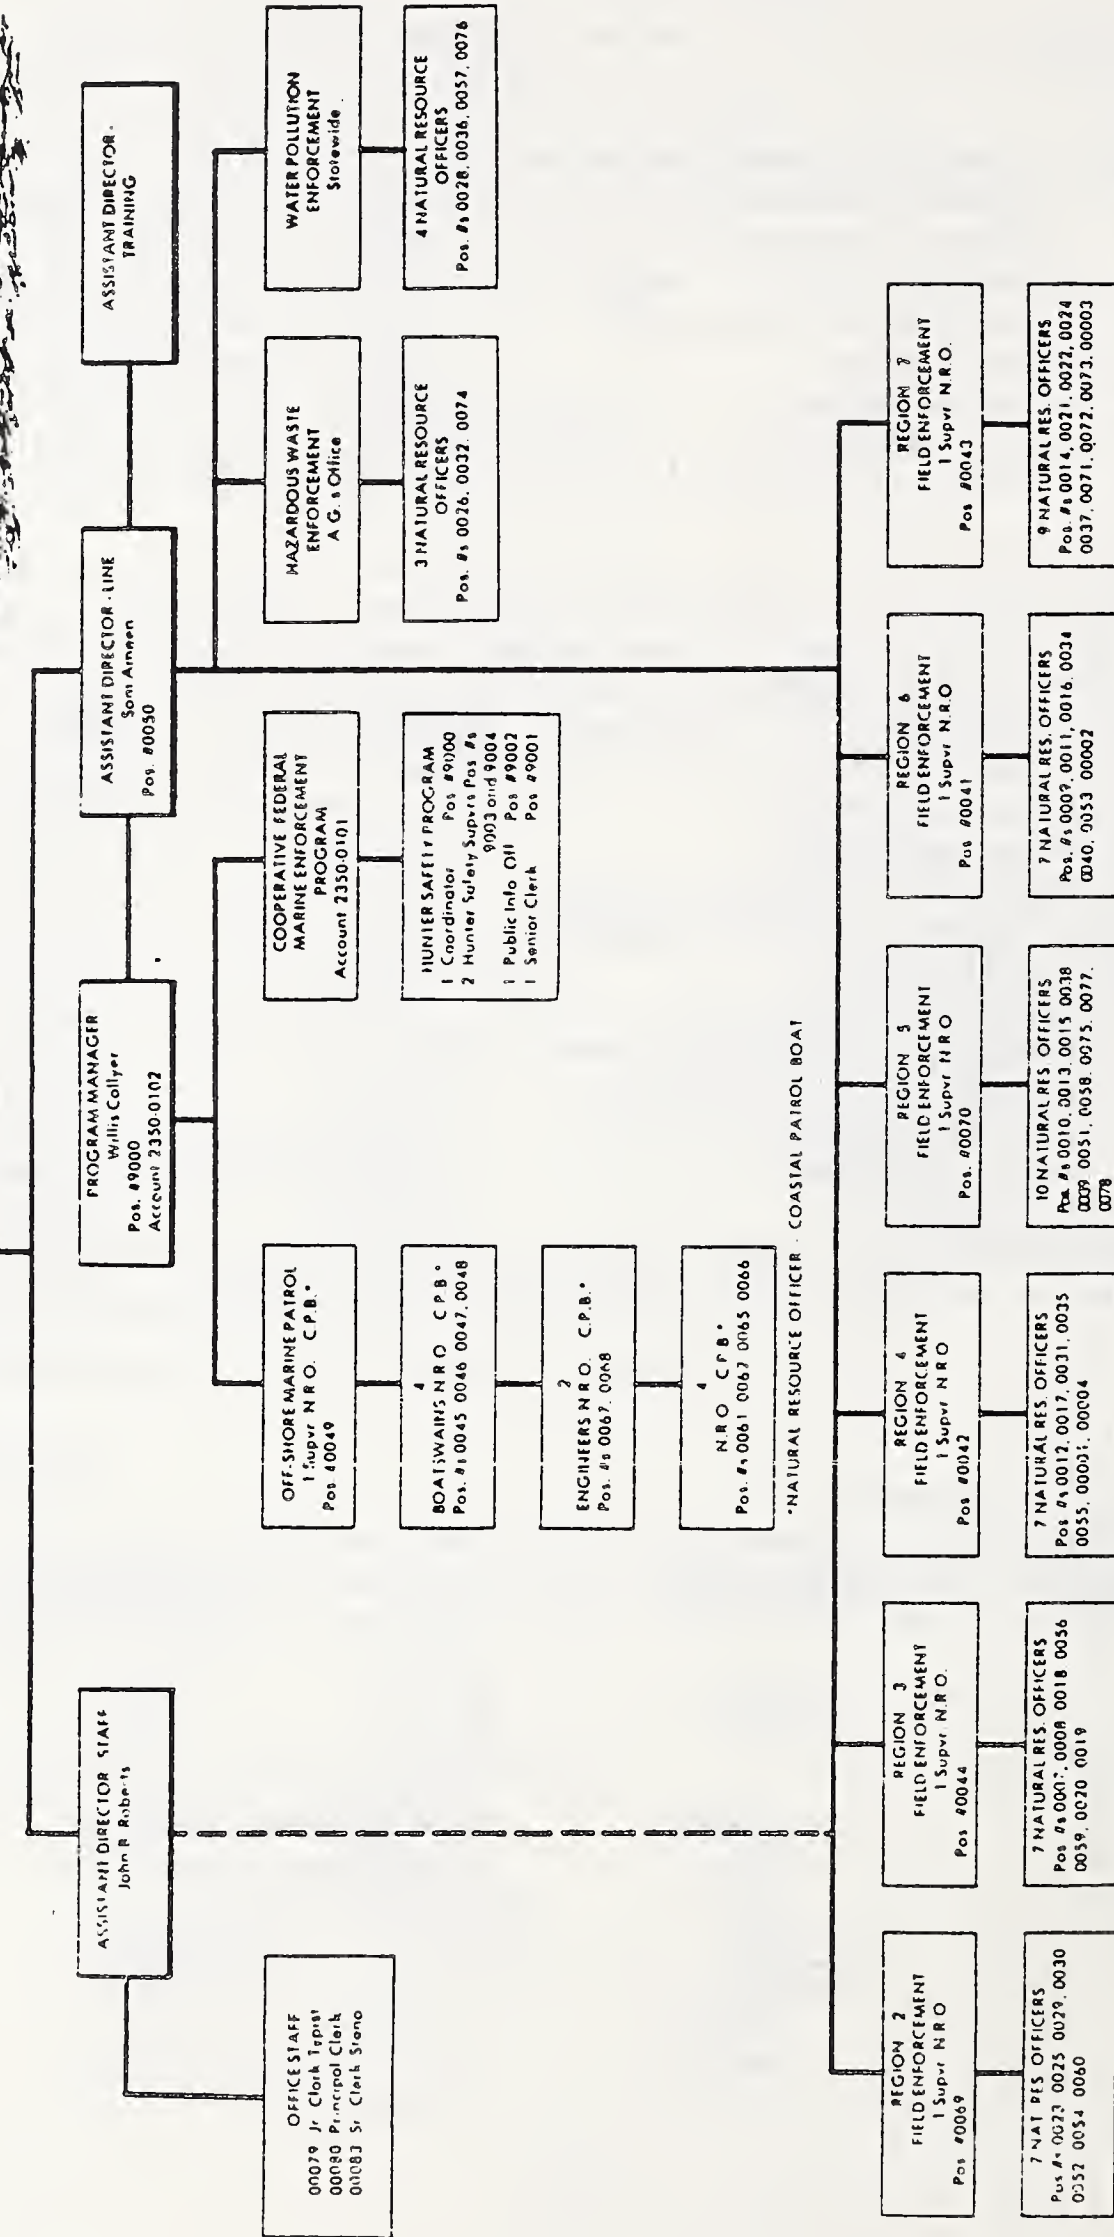 ASSISTANT DIRECTOR STAFF
John P. Roberts
OFFICE STAFF
00079 Jr Clerk Typist
00080 Principal Clerk
00083 Sr Clerk Steno
PROGRAM MANAGER
Willis Collyer
Pos. #9000
Account 2350-0102
ASSISTANT DIRECTOR - LINE
Pos. #0050
ASSISTANT DIRECTOR -
TRAINING
OFF-SHORE MARINE PATROL
1 Supvr N.R.O. C.P.B.*
Pos #0049
4
BOATSWAINS N R O C P.B*
Pos. #s 0045 0046 0047, 0048
2
ENGINEERS N R O. C.P.B.*
Pos. #s 0067, 0068
4
N.R O C P B*
Pos. #s 0061 0067 0065 0066
*NATURAL RESOURCE OFFICER - COASTAL PATROL BOAT
COOPERATIVE FEDERAL
MARINE ENFORCEMENT
PROGRAM
Account 2350-0101
HUNTER SAFETY PROGRAM
1 Coordinator Pos #9000
2 Hunter Safety Supvrs Pos #s
9003 and 9004
1 Public Info Off Pos #9002
1 Senior Clerk Pos #9001
HAZARDOUS WASTE
ENFORCEMENT
A G. s Office
3 NATURAL RESOURCE
OFFICERS
Pos. #s 0026, 0032, 0074
WATER POLLUTION
ENFORCEMENT
Statewide
4 NATURAL RESOURCE
OFFICERS
Pos. #s 0028, 0036, 0057, 0076
REGION 2
FIELD ENFORCEMENT
1 Supvr N R O
Pos #0069
7 NAT RES OFFICERS
Pos #s 0023 0025 0029, 0030
0052 0054 0060
REGION 3
FIELD ENFORCEMENT
1 Supvr N.R.O.
Pos #0044
7 NATURAL RES. OFFICERS
Pos #s 0007, 0008 0018 0056
0059, 0020 0019
REGION 4
FIELD ENFORCEMENT
1 Supvr N R O
Pos #0042
7 NATURAL RES. OFFICERS
Pos #s 0012, 0017, 0031, 0035
0055, 00001, 00004
REGION 5
FIELD ENFORCEMENT
1 Supvr N R O
Pos. #0070
10 NATURAL RES. OFFICERS
Pos. #s 0010, 0013, 0015 0038
0039, 0051, 0058, 0075, 0077,
0078
REGION 6
FIELD ENFORCEMENT
1 Supvr N.R.O
Pos #0041
7 NATURAL RES. OFFICERS
Pos. #s 0009, 0011, 0016, 0034
0040, 0053 00002
REGION 7
FIELD ENFORCEMENT
1 Supvr N.R.O.
Pos #0043
9 NATURAL RES. OFFICERS
Pos. #s 0014, 0021, 0022, 0024
0037, 0071, 0072, 0073, 00003